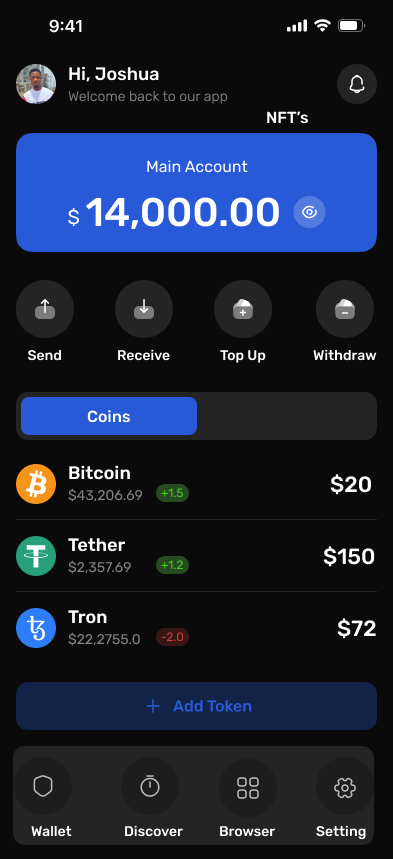 9:41
Hi, Joshua
Welcome back to our app
NFT's
Main Account
$ 14,000.00
Send Receive Top Up Withdraw
Coins
Bitcoin
$43,206.69 +1.5 $20
Tether
$2,357.69 +1.2 $150
Tron
$22,2755.0 -2.0 $72
+ Add Token
Wallet Discover Browser Setting